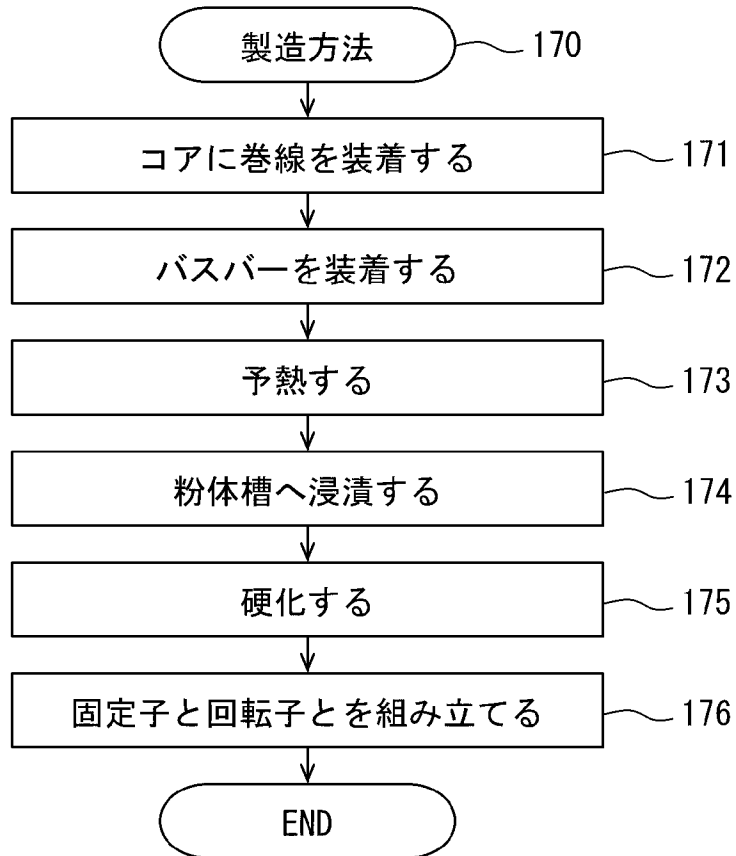 製造方法
170
コアに巻線を装着する
171
バスバーを装着する
172
予熱する
173
粉体槽へ浸漬する
174
硬化する
175
固定子と回転子とを組み立てる
176
END